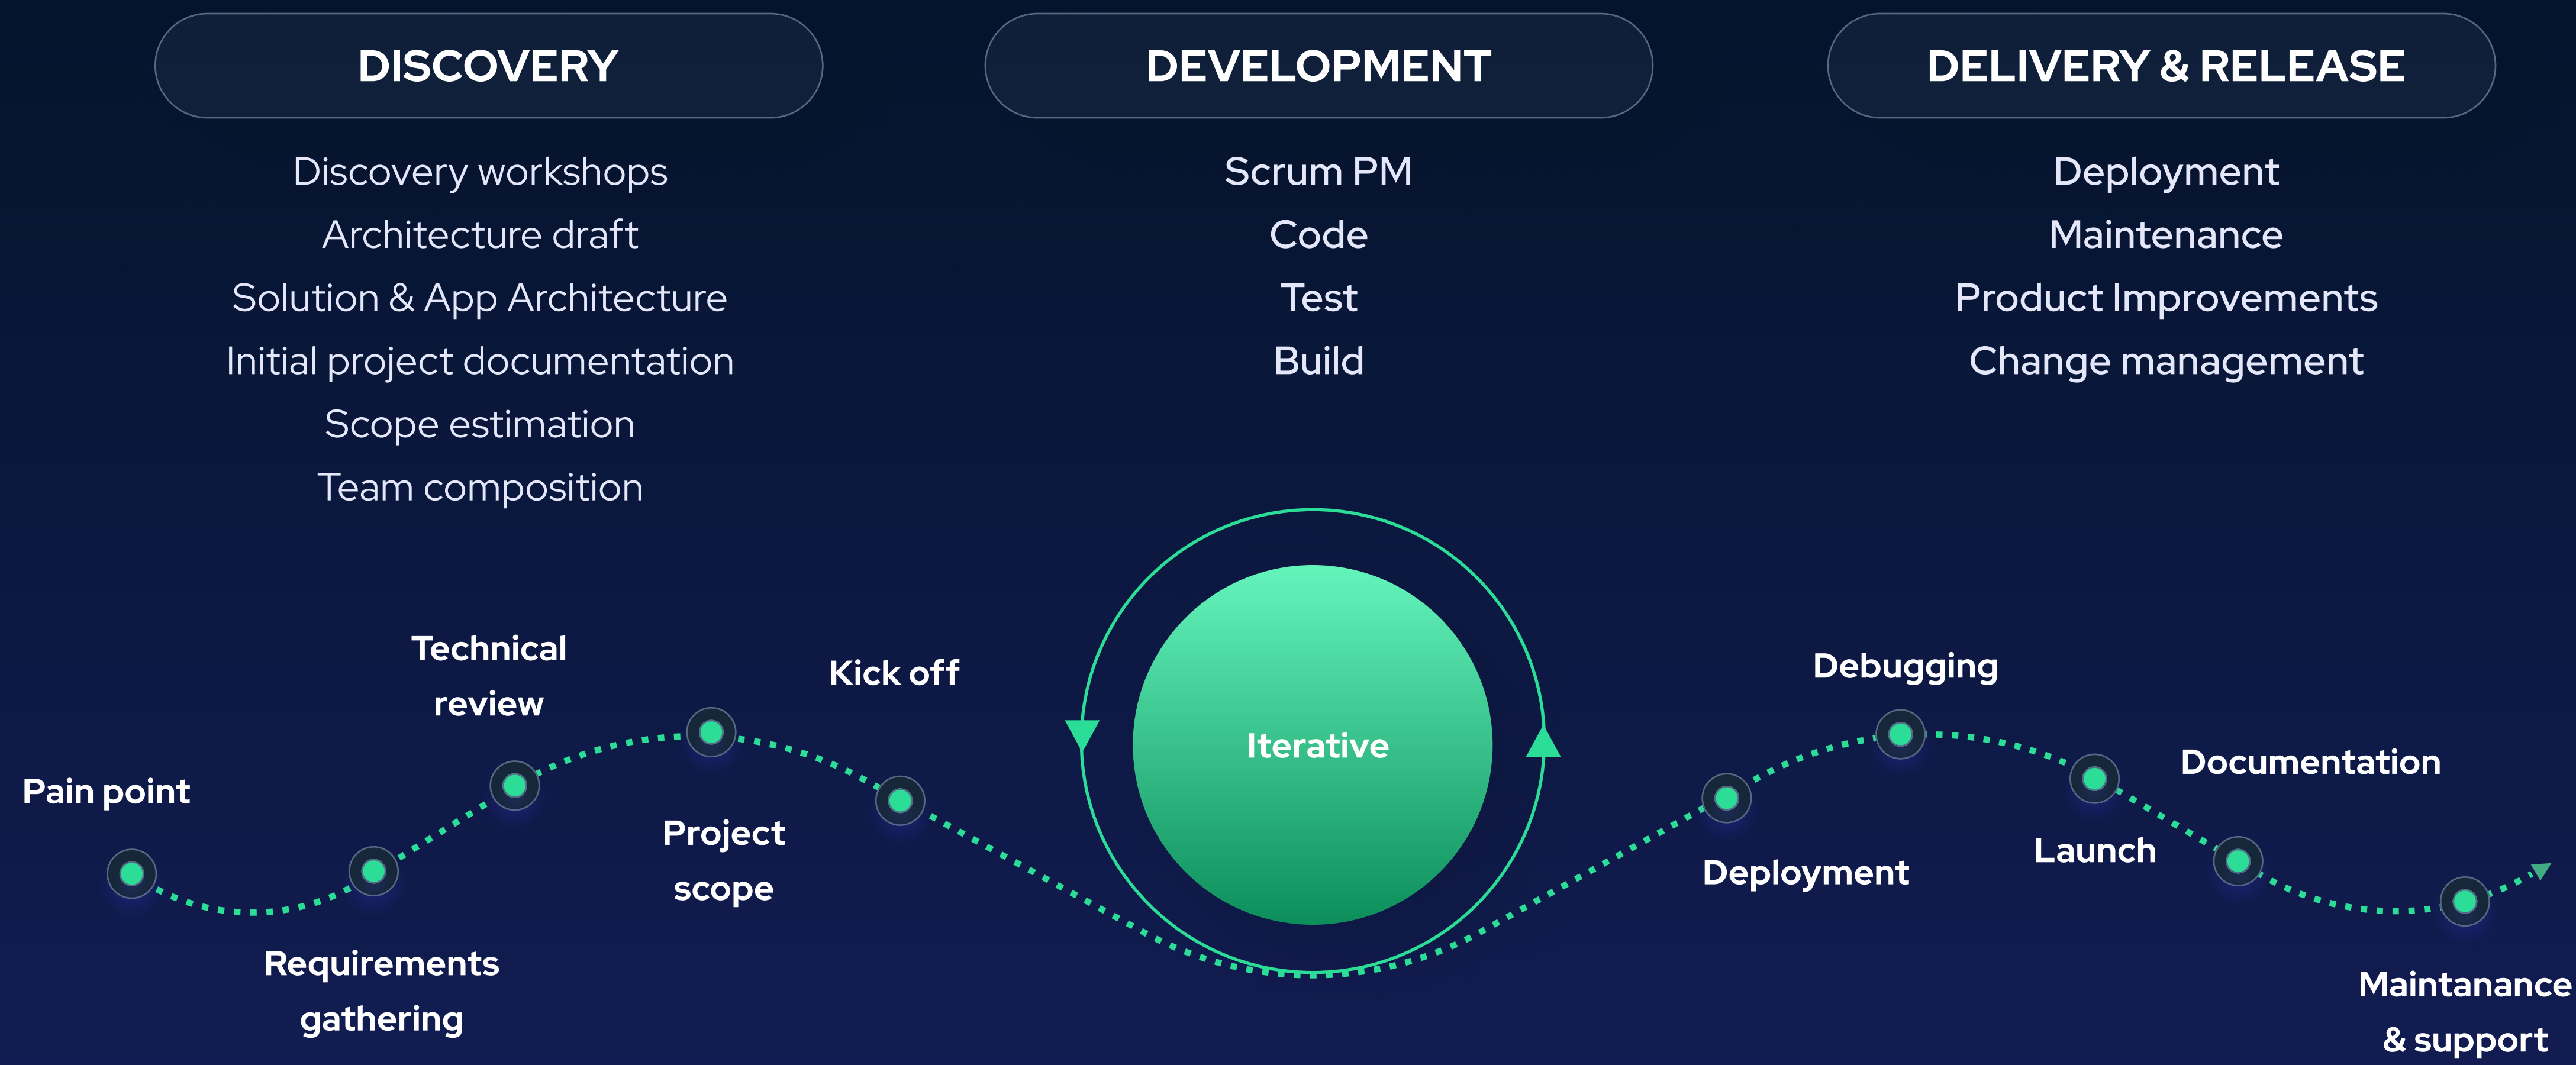 DISCOVERY
Discovery workshops
Architecture draft
Solution & App Architecture
Initial project documentation
Scope estimation
Team composition
DEVELOPMENT
Scrum PM
Code
Test
Build
DELIVERY & RELEASE
Deployment
Maintenance
Product Improvements
Change management
Pain point
Requirements
gathering
Technical
review
Project
scope
Kick off
Iterative
Deployment
Debugging
Launch
Documentation
Maintanance
& support